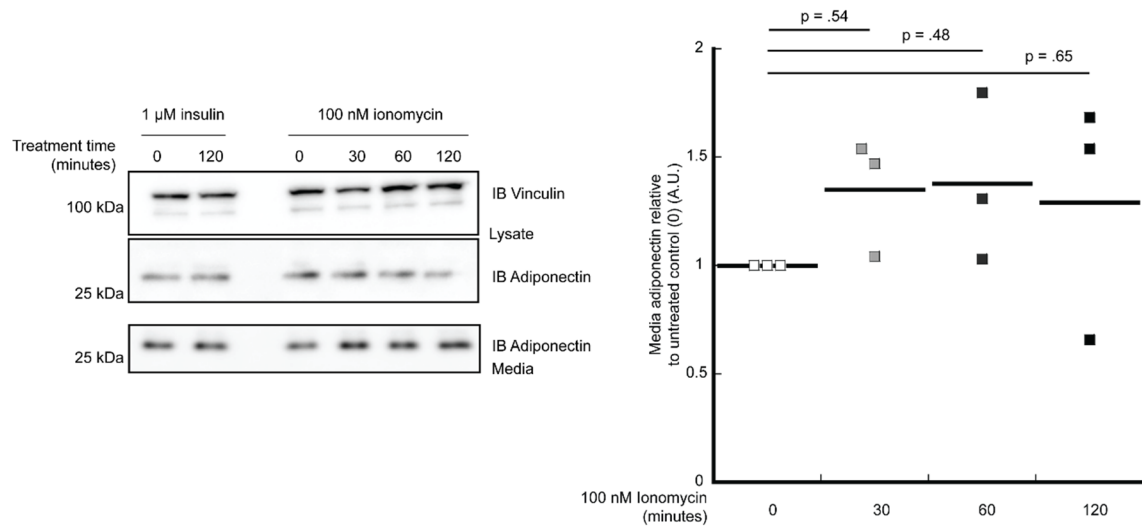 1 µM insulin
100 nM ionomycin
Treatment time
(minutes)
0
120
0
30
60
120
IB Vinculin
100 kDa
Lysate
IB Adiponectin
25 kDa
IB Adiponectin
25 kDa
Media
p = .54
p = .48
p = .65
2
1.5
1
0.5
0
Media adiponectin relative
to untreated control (0) (A.U.)
100 nM Ionomycin
(minutes)
0
30
60
120